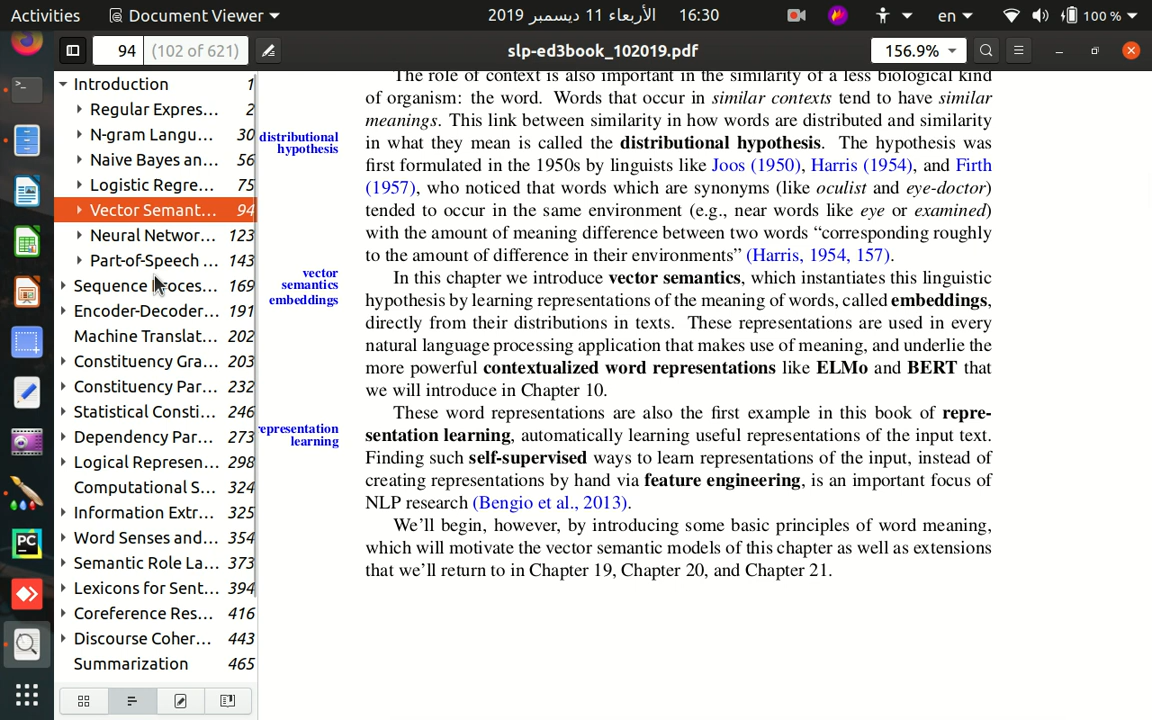 Activities Document Viewer الأربعاء 11 ديسمبر 2019 16:30 en 100 %
94 (102 of 621) slp-ed3book_102019.pdf 156.9%
Introduction 1
Regular Expres... 2
N-gram Langu... 30
Naive Bayes an... 56
Logistic Regre... 75
Vector Semant... 94
Neural Networ... 123
Part-of-Speech ... 143
Sequence Proces... 169
Encoder-Decoder... 191
Machine Translat... 202
Constituency Gra... 203
Constituency Par... 232
Statistical Consti... 246
Dependency Par... 273
Logical Represen... 298
Computational S... 324
Information Extr... 325
Word Senses and... 354
Semantic Role La... 373
Lexicons for Sent... 394
Coreference Res... 416
Discourse Coher... 443
Summarization 465
PC
The role of context is also important in the similarity of a less biological kind
of organism: the word. Words that occur in similar contexts tend to have similar
meanings. This link between similarity in how words are distributed and similarity
distributional
hypothesis
in what they mean is called the distributional hypothesis. The hypothesis was
first formulated in the 1950s by linguists like Joos (1950), Harris (1954), and Firth
(1957), who noticed that words which are synonyms (like oculist and eye-doctor)
tended to occur in the same environment (e.g., near words like eye or examined)
with the amount of meaning difference between two words “corresponding roughly
to the amount of difference in their environments” (Harris, 1954, 157).
vector
semantics
embeddings
In this chapter we introduce vector semantics, which instantiates this linguistic
hypothesis by learning representations of the meaning of words, called embeddings,
directly from their distributions in texts. These representations are used in every
natural language processing application that makes use of meaning, and underlie the
more powerful contextualized word representations like ELMo and BERT that
we will introduce in Chapter 10.
These word representations are also the first example in this book of repre-
epresentation
learning
sentation learning, automatically learning useful representations of the input text.
Finding such self-supervised ways to learn representations of the input, instead of
creating representations by hand via feature engineering, is an important focus of
NLP research (Bengio et al., 2013).
We’ll begin, however, by introducing some basic principles of word meaning,
which will motivate the vector semantic models of this chapter as well as extensions
that we’ll return to in Chapter 19, Chapter 20, and Chapter 21.